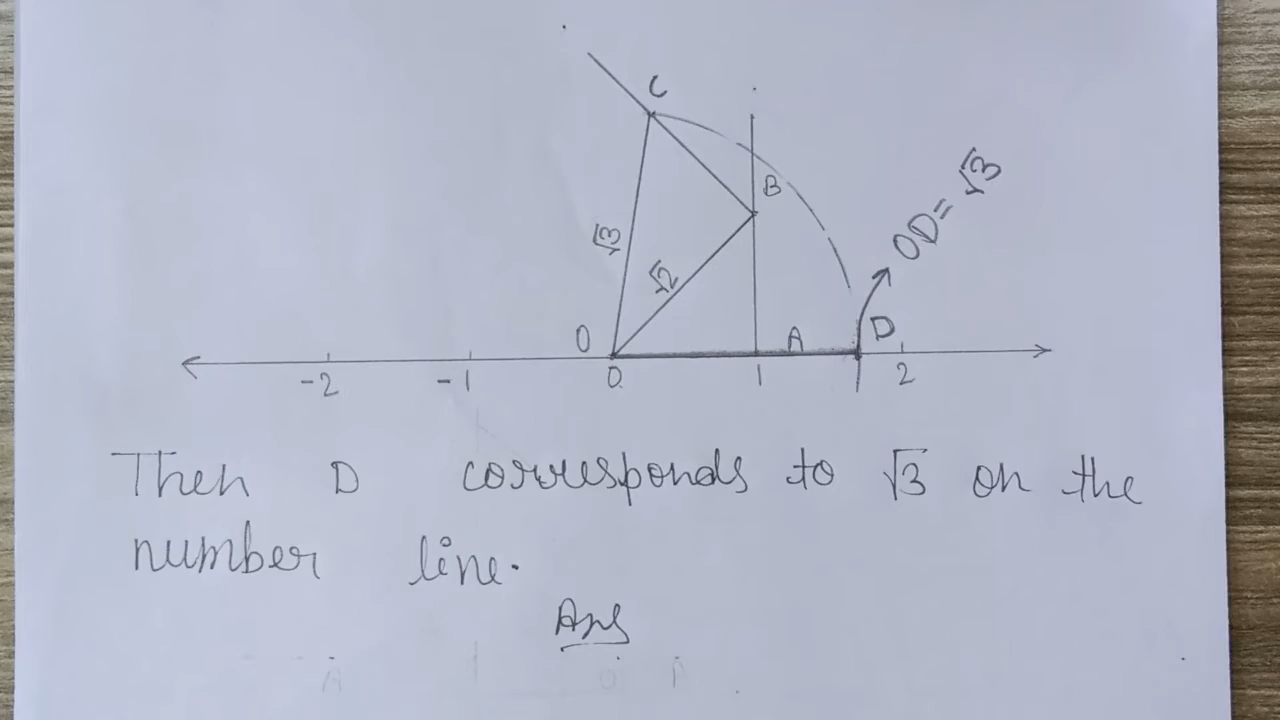 C
B
OD = √3
√3
√2
O
A
D
-2 -1 0 1 2
Then D corresponds to √3 on the
number line.
Ans